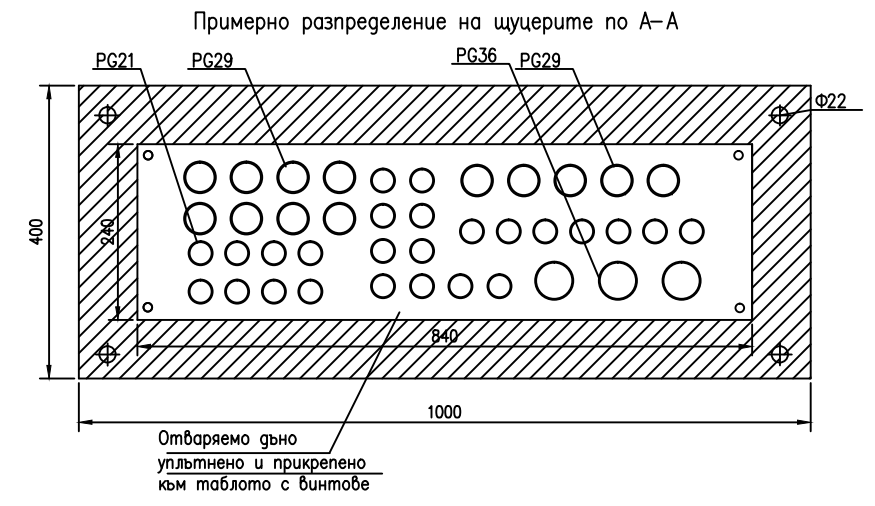 Примерно разпределение на щуцерите по А-А
PG21
PG29
PG36
PG29
Ф22
400
240
840
1000
Отваряемо дъно
уплътнено и прикрепено
към таблото с винтове